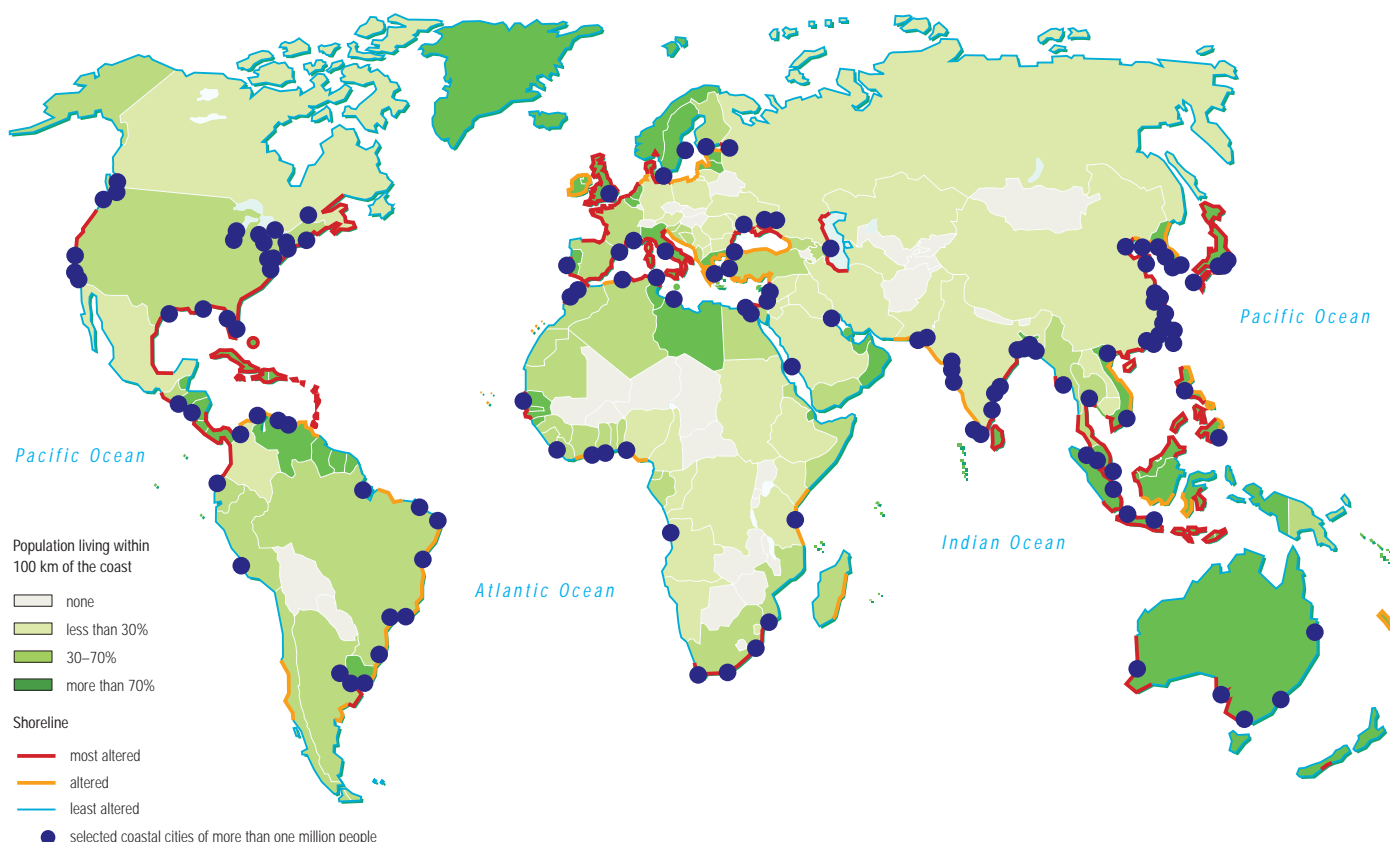 Pacific Ocean
Pacific Ocean
Indian Ocean
Atlantic Ocean
Population living within
100 km of the coast
none
less than 30%
30–70%
more than 70%
Shoreline
most altered
altered
least altered
selected coastal cities of more than one million people